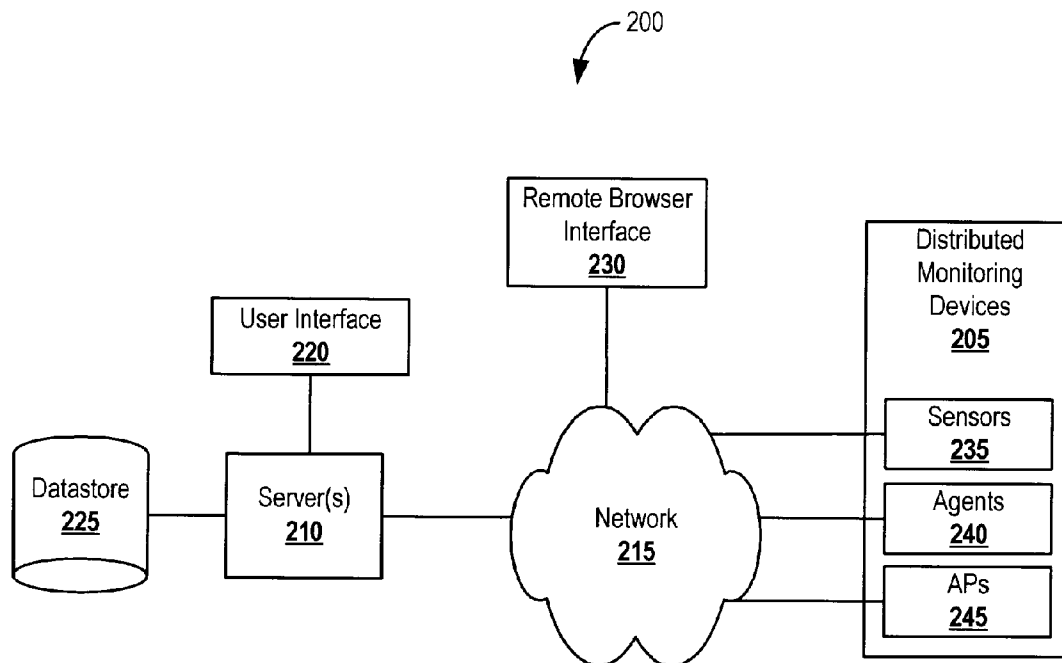 200
Remote Browser
Interface
230
Distributed
Monitoring
Devices
205
User Interface
220
Sensors
235
Datastore
225
Server(s)
210
Network
215
Agents
240
APs
245